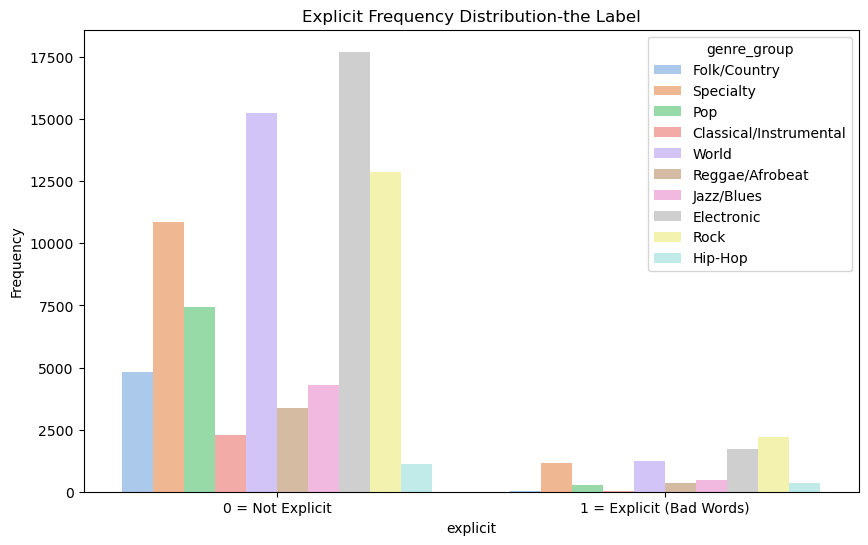 Explicit Frequency Distribution-the Label
genre_group
Folk/Country
Specialty
Pop
Classical/Instrumental
World
Reggae/Afrobeat
Jazz/Blues
Electronic
Rock
Hip-Hop
Frequency
17500
15000
12500
10000
7500
5000
2500
0
0 = Not Explicit
1 = Explicit (Bad Words)
explicit